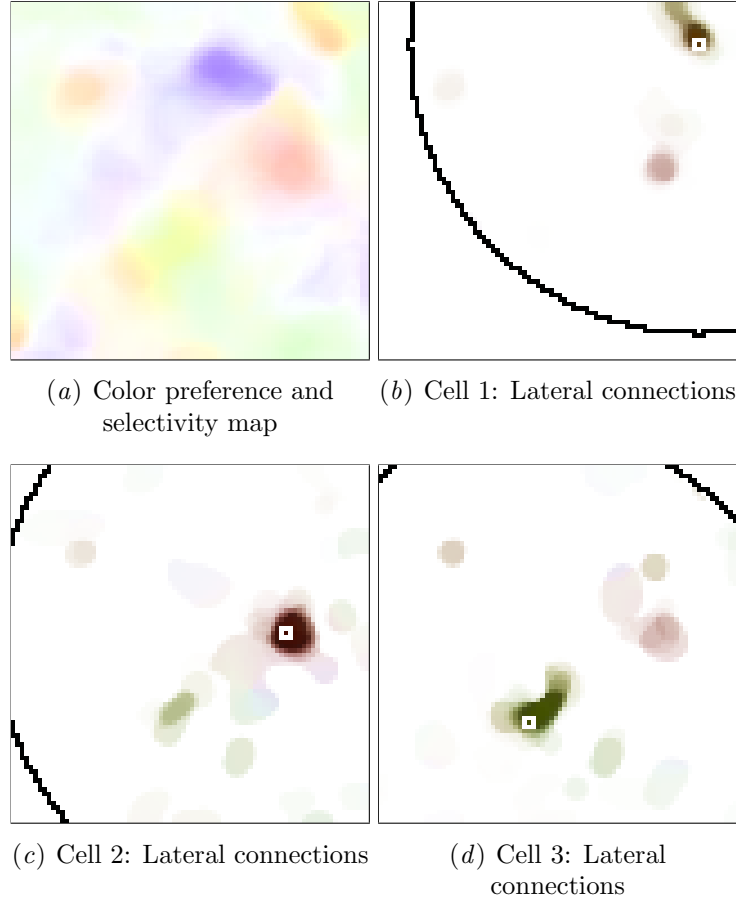 (a) Color preference and
selectivity map
(b) Cell 1: Lateral connections
(c) Cell 2: Lateral connections
(d) Cell 3: Lateral
connections